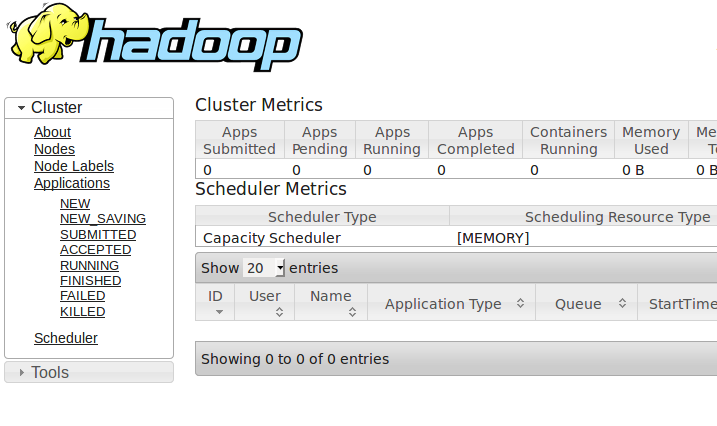 hadoop
Cluster
About
Nodes
Node Labels
Applications
NEW
NEW_SAVING
SUBMITTED
ACCEPTED
RUNNING
FINISHED
FAILED
KILLED
Scheduler
Tools
Cluster Metrics
Apps Apps Apps Apps Containers Memory Me
Submitted Pending Running Completed Running Used T
0 0 0 0 0 0 B 0 B
Scheduler Metrics
Scheduler Type Scheduling Resource Type
Capacity Scheduler [MEMORY]
Show 20 entries
ID User Name Application Type Queue StartTime
Showing 0 to 0 of 0 entries